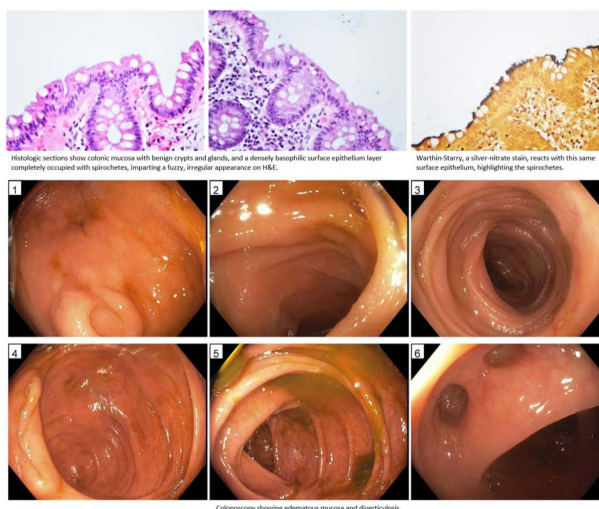 Histologic sections show colonic mucosa with benign crypts and glands, and a densely basophilic surface epithelium layer
completely occupied with spirochetes, imparting a fuzzy, irregular appearance on H&E.
Warthin-Starry, a silver-nitrate stain, reacts with this same
surface epithelium, highlighting the spirochetes.
1
2
3
4
5
6
Colonoscopy showing edematous mucosa and diverticulosis